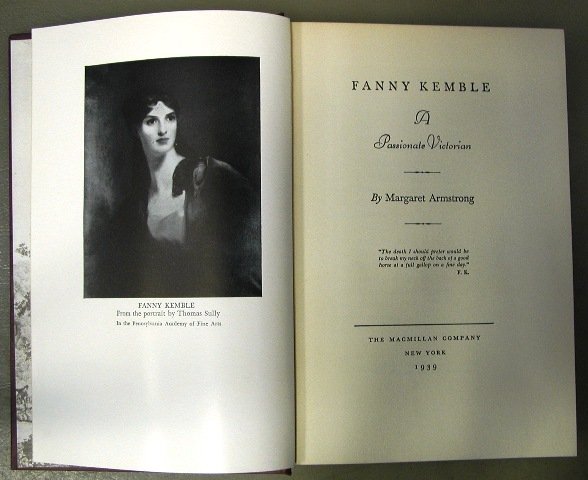 FANNY KEMBLE
From the portrait by Thomas Sully
In the Pennsylvania Academy of Fine Arts
FANNY KEMBLE
A
Passionate Victorian
By Margaret Armstrong
"The death I should prefer would be
to break my neck off the back of a good
horse at a full gallop on a fine day."
F. K.
THE MACMILLAN COMPANY
NEW YORK
1939